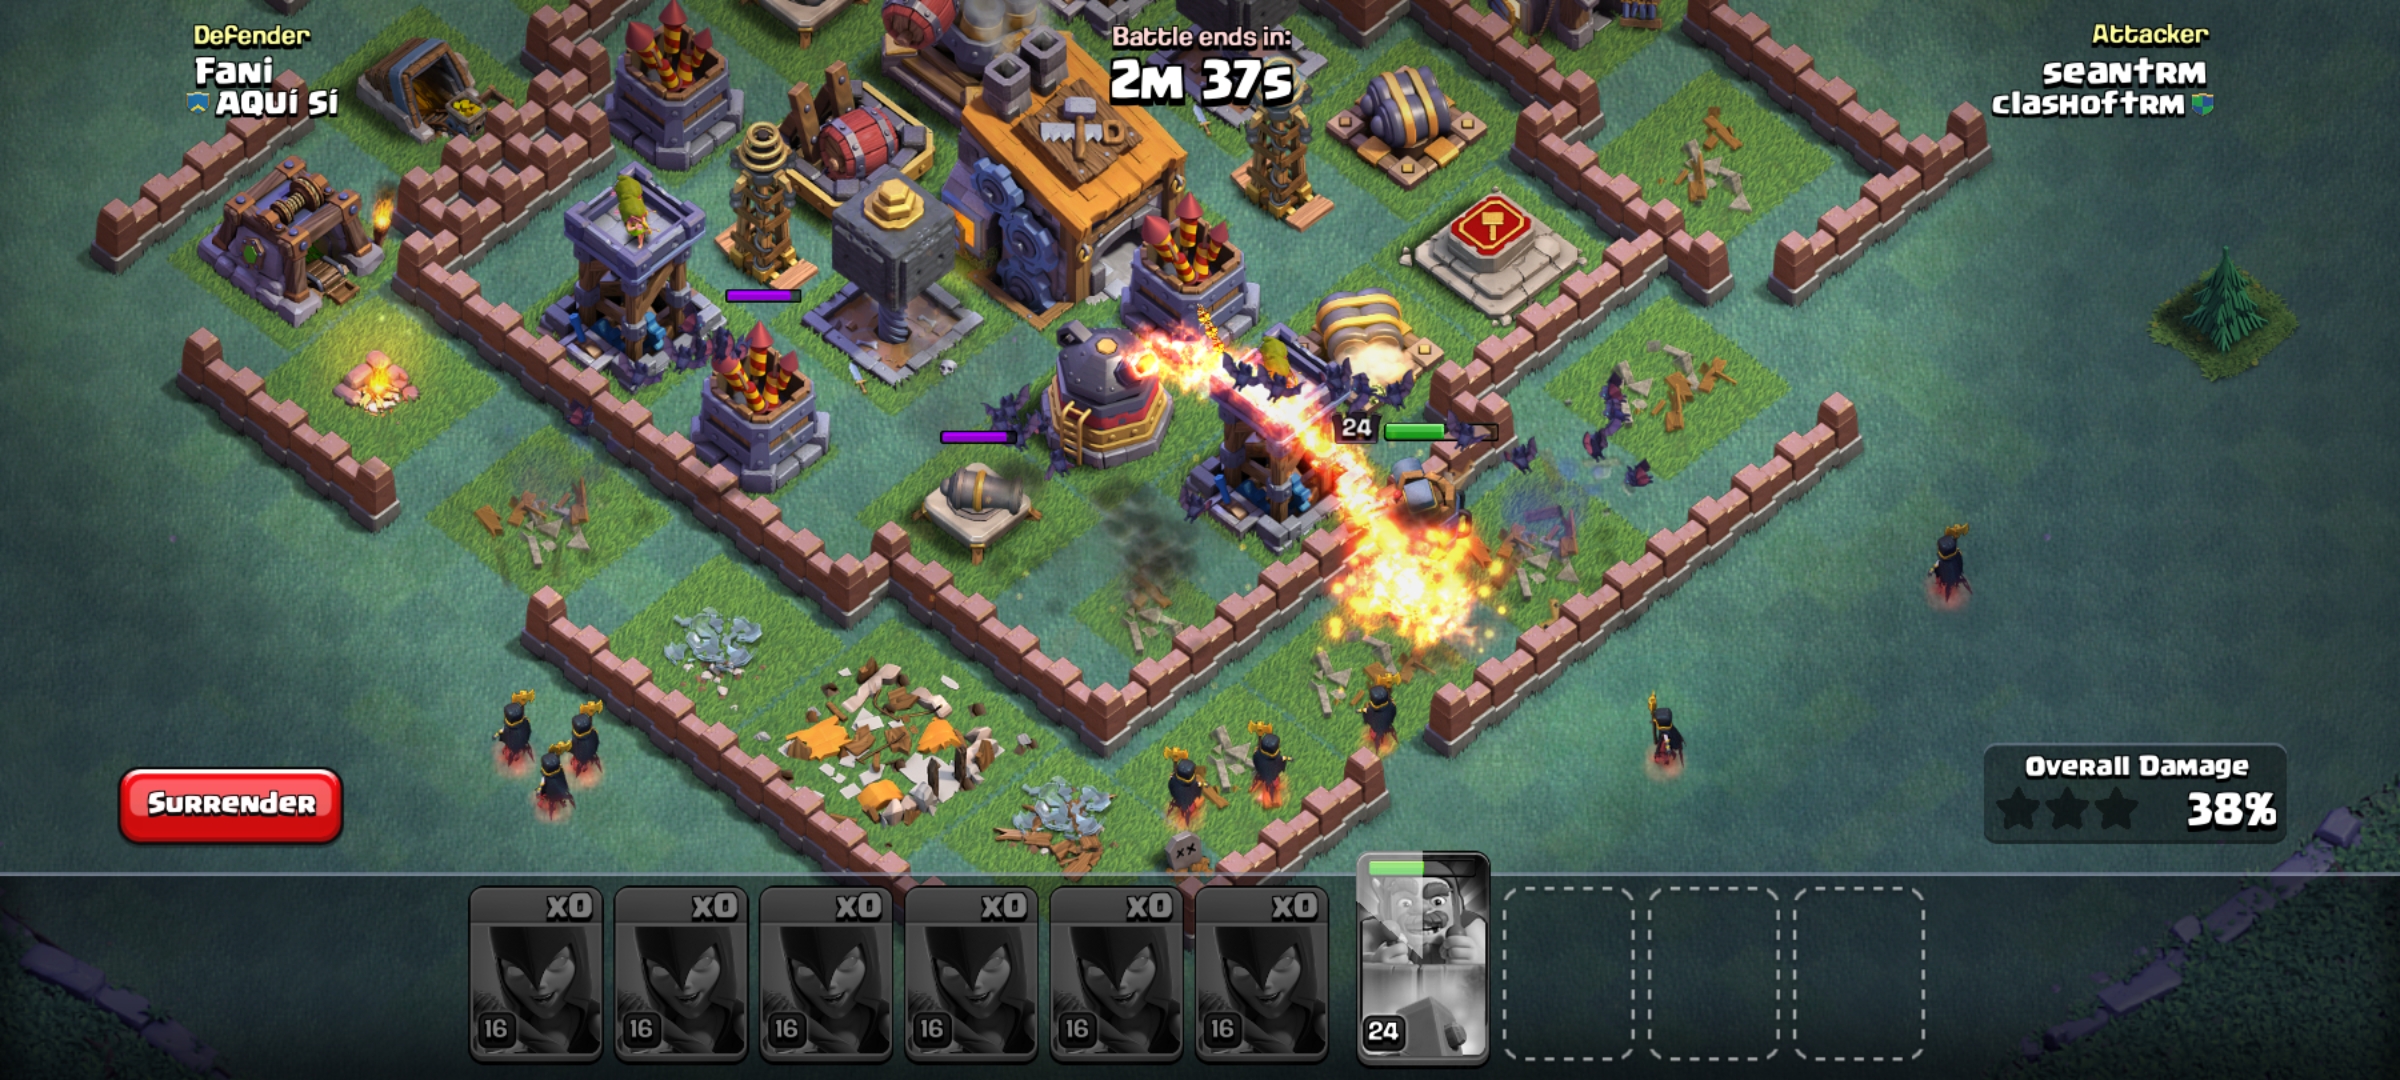 Defender
Fani
AQUÍ SÍ
Battle ends in:
2M 37S
Attacker
seantRM
clashoftRM
24
Surrender
Overall Damage
38%
x0
x0
x0
x0
x0
x0
16
16
16
16
16
16
24